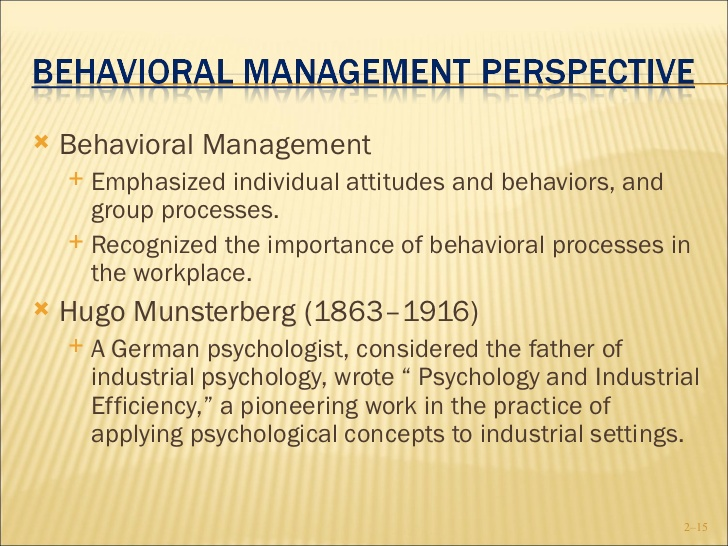 BEHAVIORAL MANAGEMENT PERSPECTIVE
Behavioral Management
Emphasized individual attitudes and behaviors, and
group processes.
Recognized the importance of behavioral processes in
the workplace.
Hugo Munsterberg (1863–1916)
A German psychologist, considered the father of
industrial psychology, wrote “ Psychology and Industrial
Efficiency,” a pioneering work in the practice of
applying psychological concepts to industrial settings.
2–15